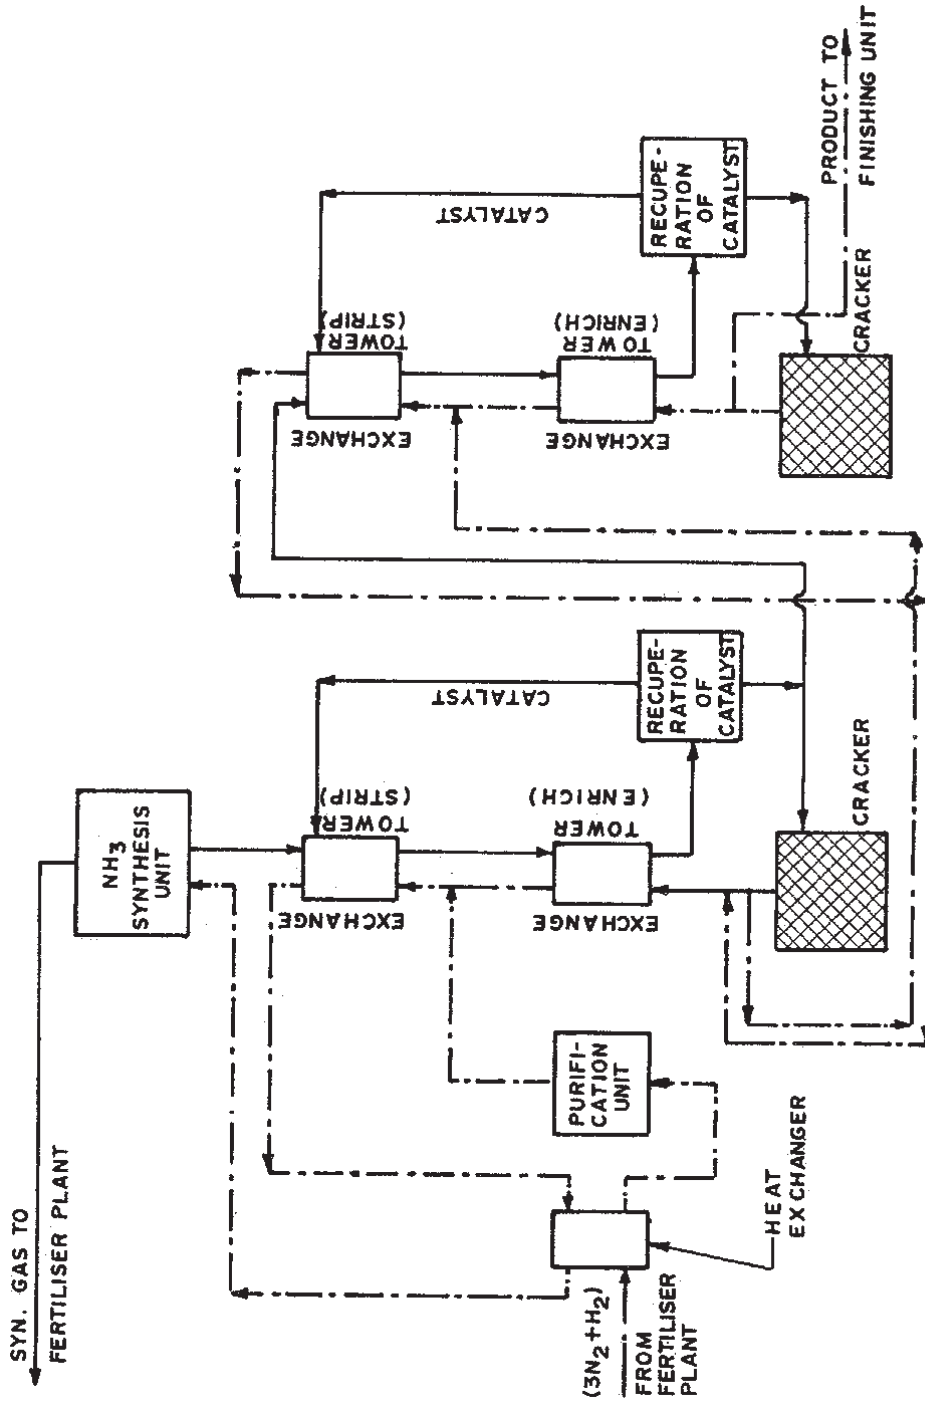 SYN. GAS TO
FERTILISER PLANT
NH3
SYNTHESIS
UNIT
EXCHANGE
TOWER
(STRIP)
CATALYST
EXCHANGE
TOWER
(ENRICH)
RECUPE-
RATION
OF
CATALYST
CRACKER
PURIFI-
CATION
UNIT
HEAT
EXCHANGER
(3N2+H2)
FROM
FERTILISER
PLANT
EXCHANGE
TOWER
(STRIP)
CATALYST
EXCHANGE
TOWER
(ENRICH)
RECUPE-
RATION
OF
CATALYST
CRACKER
PRODUCT TO
FINISHING UNIT